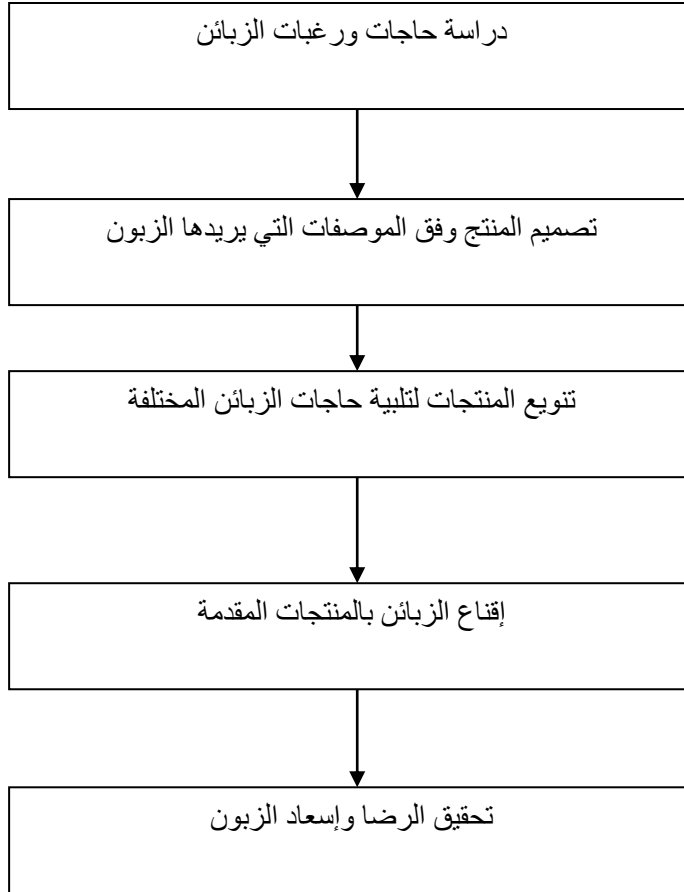 دراسة حاجات ورغبات الزبائن
تصميم المنتج وفق الموصفات التي يريدها الزبون
تنويع المنتجات لتلبية حاجات الزبائن المختلفة
إقناع الزبائن بالمنتجات المقدمة
تحقيق الرضا وإسعاد الزبون